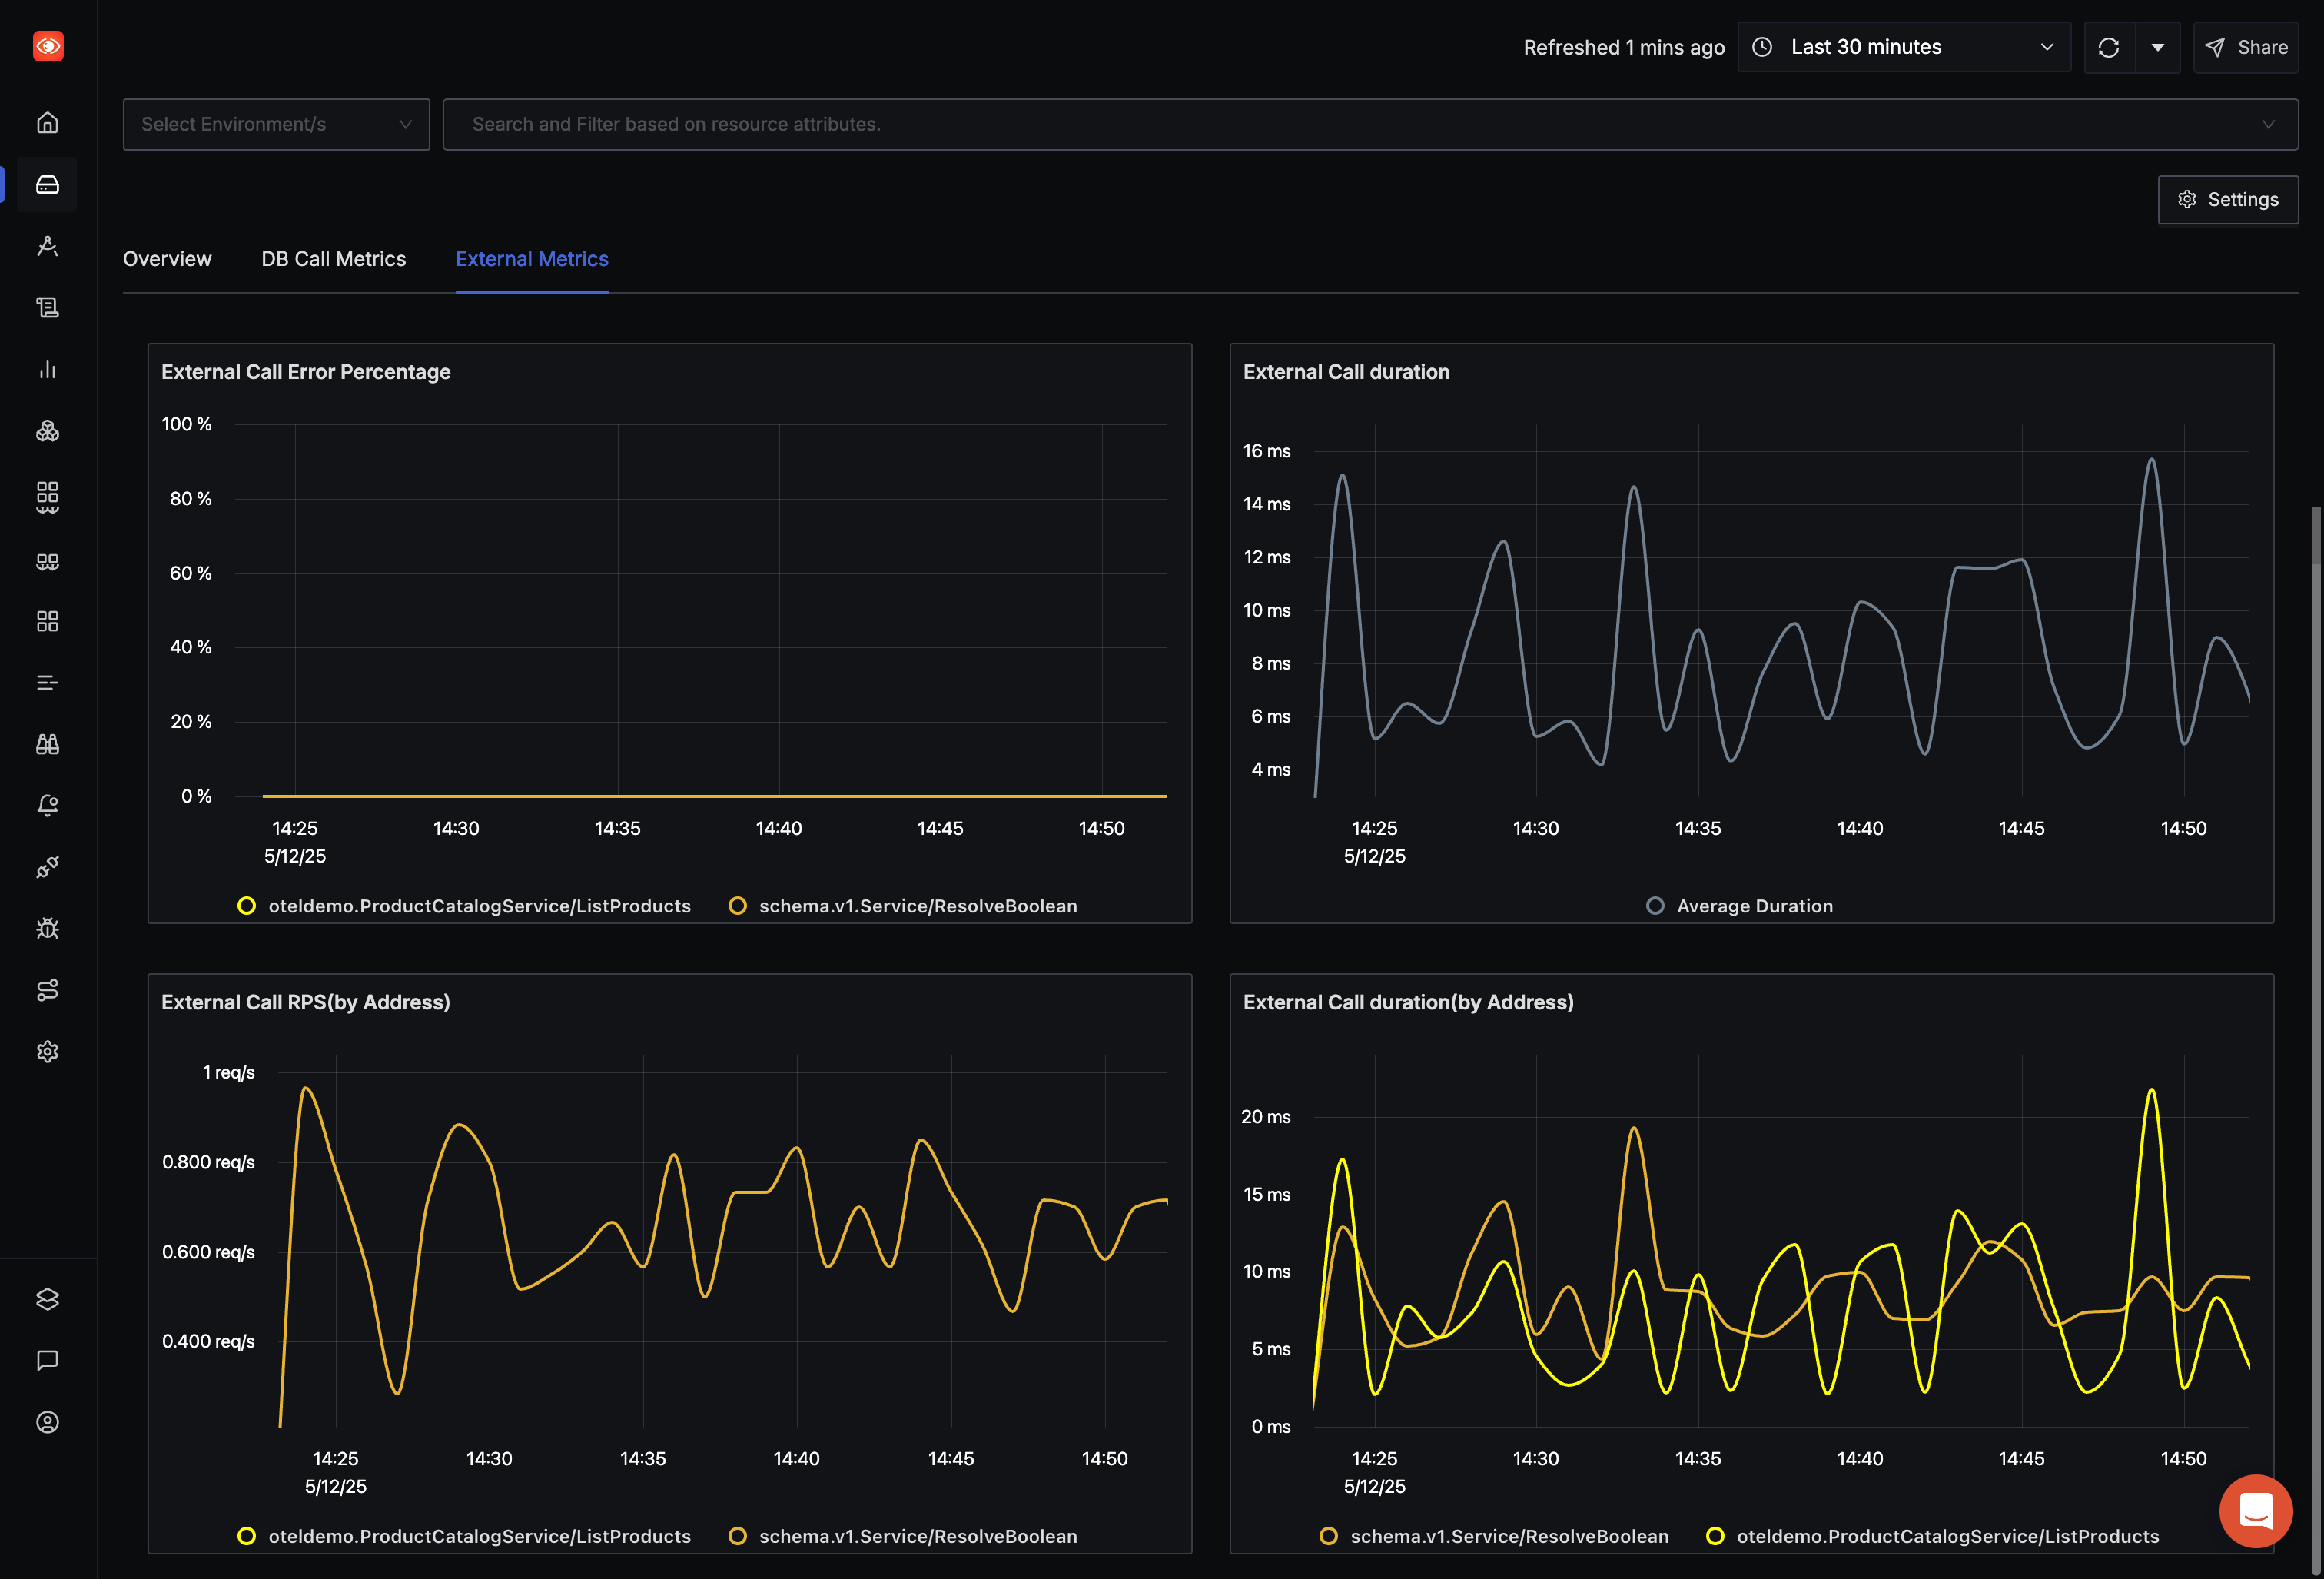 Refreshed 1 mins ago
Last 30 minutes
Share
Select Environment/s
Search and Filter based on resource attributes.
Settings
Overview
DB Call Metrics
External Metrics
External Call Error Percentage
100 %
80 %
60 %
40 %
20 %
0 %
14:25
14:30
14:35
14:40
14:45
14:50
5/12/25
oteldemo.ProductCatalogService/ListProducts
schema.v1.Service/ResolveBoolean
External Call duration
16 ms
14 ms
12 ms
10 ms
8 ms
6 ms
4 ms
14:25
14:30
14:35
14:40
14:45
14:50
5/12/25
Average Duration
External Call RPS(by Address)
1 req/s
0.800 req/s
0.600 req/s
0.400 req/s
14:25
14:30
14:35
14:40
14:45
14:50
5/12/25
oteldemo.ProductCatalogService/ListProducts
schema.v1.Service/ResolveBoolean
External Call duration(by Address)
20 ms
15 ms
10 ms
5 ms
0 ms
14:25
14:30
14:35
14:40
14:45
14:50
5/12/25
schema.v1.Service/ResolveBoolean
oteldemo.ProductCatalogService/ListProducts